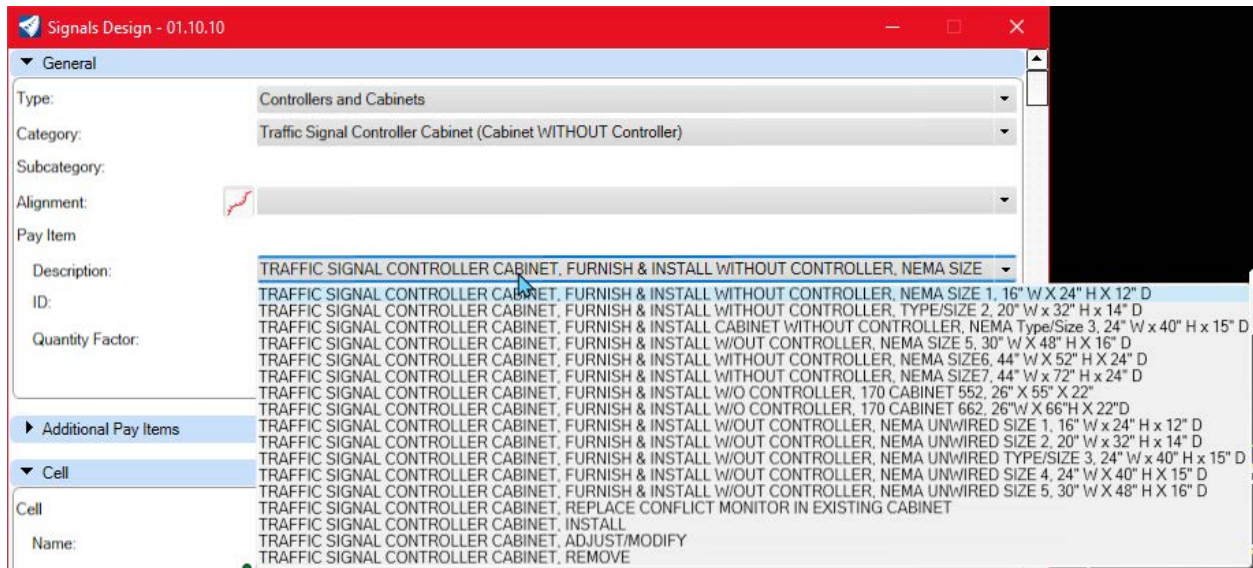 Signals Design - 01.10.10
General
Type: Controllers and Cabinets
Category: Traffic Signal Controller Cabinet (Cabinet WITHOUT Controller)
Subcategory:
Alignment:
Pay Item
Description: TRAFFIC SIGNAL CONTROLLER CABINET, FURNISH & INSTALL WITHOUT CONTROLLER, NEMA SIZE
ID:
Quantity Factor:
TRAFFIC SIGNAL CONTROLLER CABINET, FURNISH & INSTALL WITHOUT CONTROLLER, NEMA SIZE 1, 16" W X 24" H X 12" D
TRAFFIC SIGNAL CONTROLLER CABINET, FURNISH & INSTALL WITHOUT CONTROLLER, TYPE/SIZE 2, 20" W x 32" H x 14" D
TRAFFIC SIGNAL CONTROLLER CABINET, FURNISH & INSTALL CABINET WITHOUT CONTROLLER, NEMA Type/Size 3, 24" W x 40" H x 15" D
TRAFFIC SIGNAL CONTROLLER CABINET, FURNISH & INSTALL W/OUT CONTROLLER, NEMA SIZE 5, 30" W X 48" H X 16" D
TRAFFIC SIGNAL CONTROLLER CABINET, FURNISH & INSTALL WITHOUT CONTROLLER, NEMA SIZE6, 44" W X 52" H X 24" D
TRAFFIC SIGNAL CONTROLLER CABINET, FURNISH & INSTALL WITHOUT CONTROLLER, NEMA SIZE7, 44" W x 72" H x 24" D
TRAFFIC SIGNAL CONTROLLER CABINET, FURNISH & INSTALL W/O CONTROLLER, 170 CABINET 552, 26" X 55" X 22"
TRAFFIC SIGNAL CONTROLLER CABINET, FURNISH & INSTALL W/O CONTROLLER, 170 CABINET 662, 26"W X 66"H X 22"D
TRAFFIC SIGNAL CONTROLLER CABINET, FURNISH & INSTALL W/OUT CONTROLLER, NEMA UNWIRED SIZE 1, 16" W x 24" H x 12" D
TRAFFIC SIGNAL CONTROLLER CABINET, FURNISH & INSTALL W/OUT CONTROLLER, NEMA UNWIRED SIZE 2, 20" W x 32" H x 14" D
TRAFFIC SIGNAL CONTROLLER CABINET, FURNISH & INSTALL W/OUT CONTROLLER, NEMA UNWIRED TYPE/SIZE 3, 24" W x 40" H x 15" D
TRAFFIC SIGNAL CONTROLLER CABINET, FURNISH & INSTALL W/OUT CONTROLLER, NEMA UNWIRED SIZE 4, 24" W X 40" H X 15" D
TRAFFIC SIGNAL CONTROLLER CABINET, FURNISH & INSTALL W/OUT CONTROLLER, NEMA UNWIRED SIZE 5, 30" W X 48" H X 16" D
TRAFFIC SIGNAL CONTROLLER CABINET, REPLACE CONFLICT MONITOR IN EXISTING CABINET
TRAFFIC SIGNAL CONTROLLER CABINET, INSTALL
TRAFFIC SIGNAL CONTROLLER CABINET, ADJUST/MODIFY
TRAFFIC SIGNAL CONTROLLER CABINET, REMOVE
Additional Pay Items
Cell
Cell
Name: